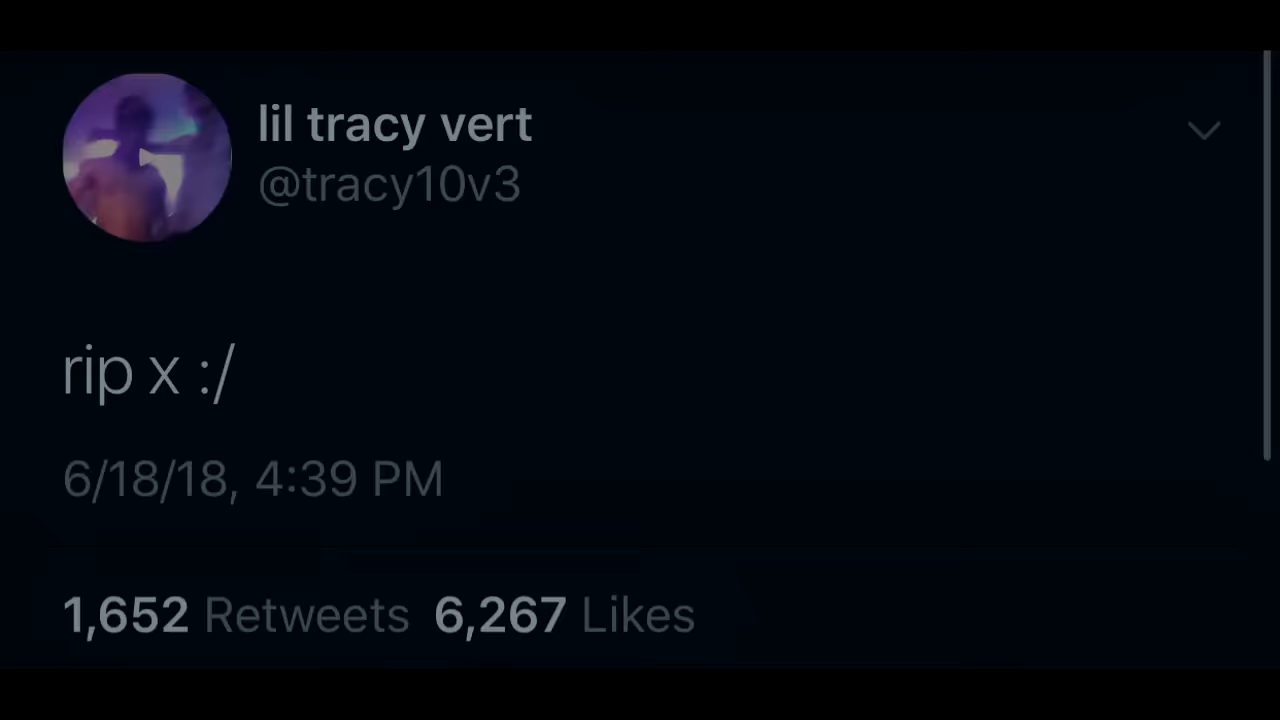 lil tracy vert
@tracy10v3
rip x :/
6/18/18, 4:39 PM
1,652 Retweets 6,267 Likes